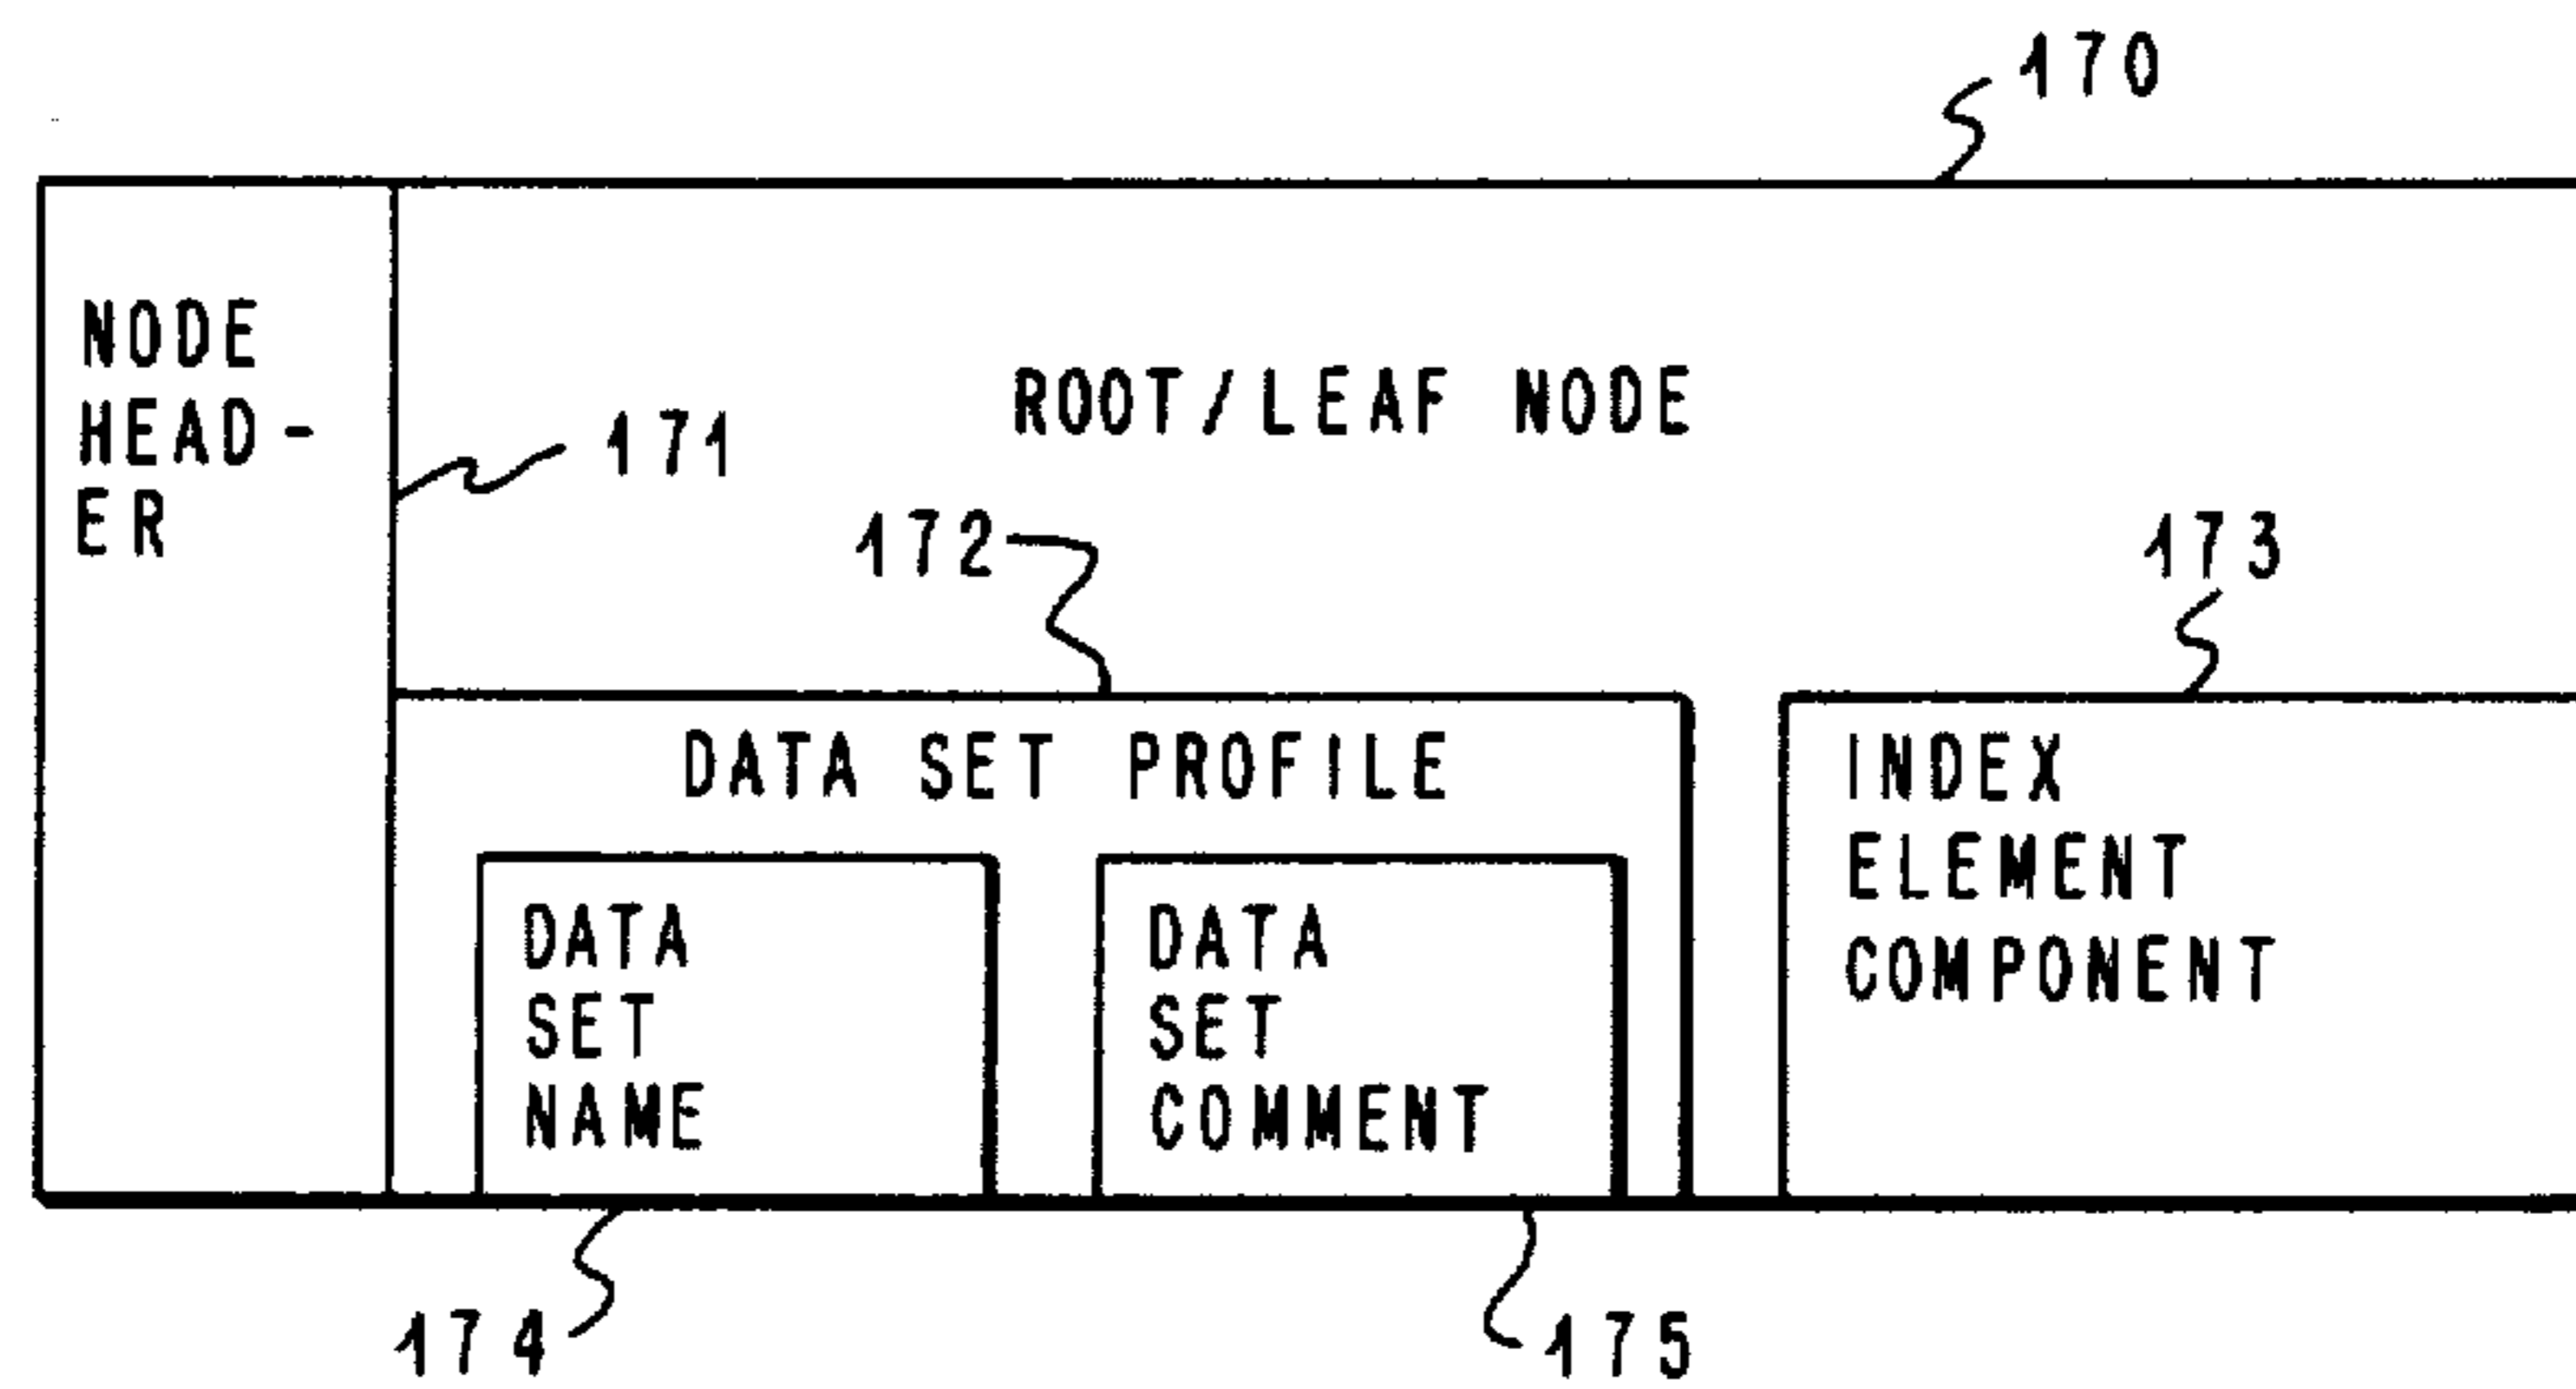 170
NODE
HEAD-
ER
ROOT/LEAF NODE
171
172
173
DATA SET PROFILE
DATA
SET
NAME
DATA
SET
COMMENT
INDEX
ELEMENT
COMPONENT
174
175